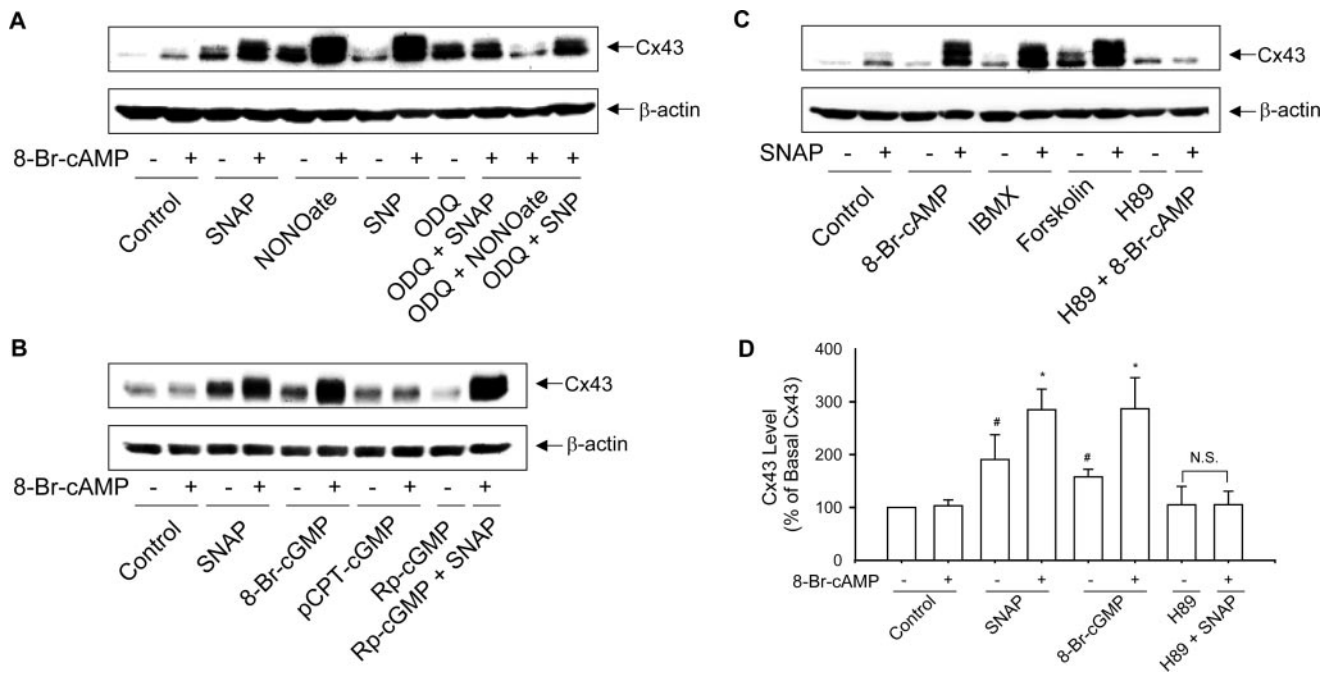 A
Cx43
β-actin
8-Br-cAMP - + - + - + - + - + + +
Control
SNAP
NONOate
SNP
ODQ
ODQ + SNAP
ODQ + NONOate
ODQ + SNP
B
Cx43
β-actin
8-Br-cAMP - + - + - + - + - +
Control
SNAP
8-Br-cGMP
pCPT-cGMP
Rp-cGMP
Rp-cGMP + SNAP
C
Cx43
β-actin
SNAP - + - + - + - + - +
Control
8-Br-cAMP
IBMX
Forskolin
H89
H89 + 8-Br-cAMP
D
Cx43 Level
(% of Basal Cx43)
400
300
200
100
0
#
*
#
*
N.S.
8-Br-cAMP - + - + - + - +
Control
SNAP
8-Br-cGMP
H89
H89 + SNAP